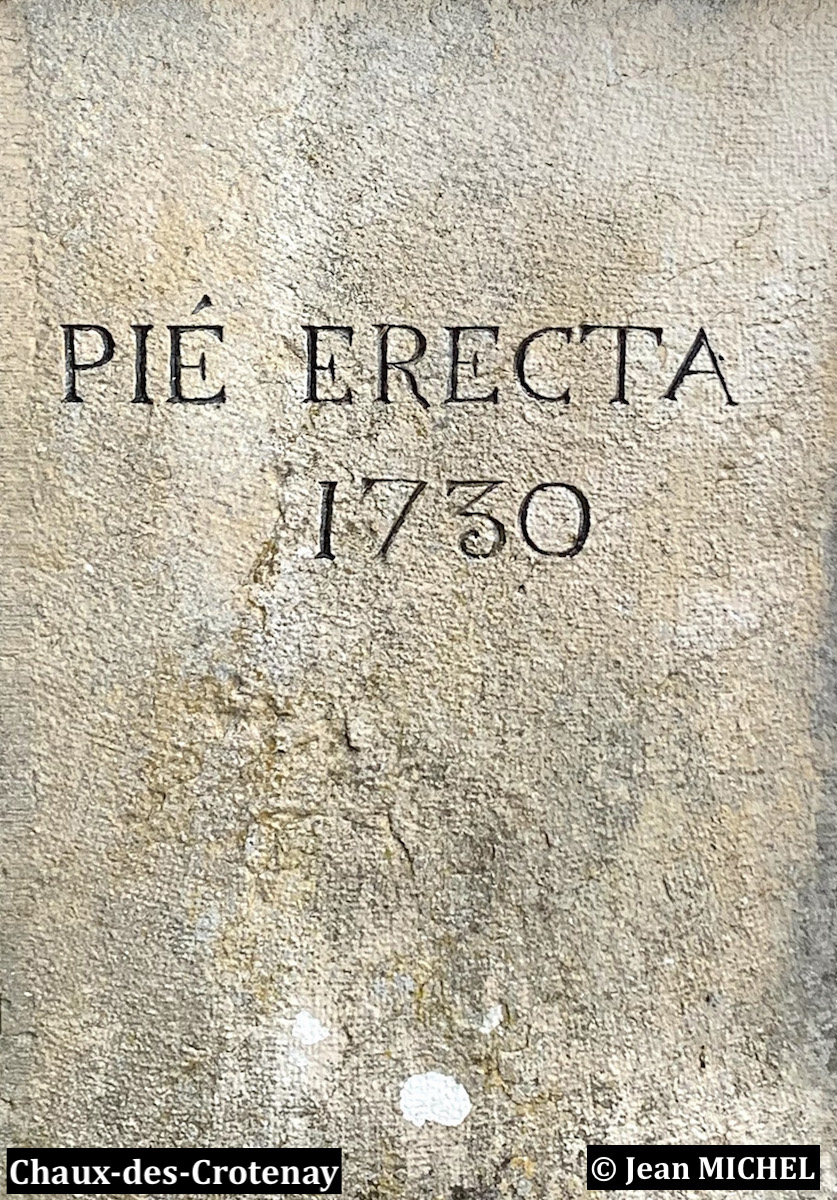 PIÉ ERECTA
1730
Chaux-des-Crotenay
© Jean MICHEL